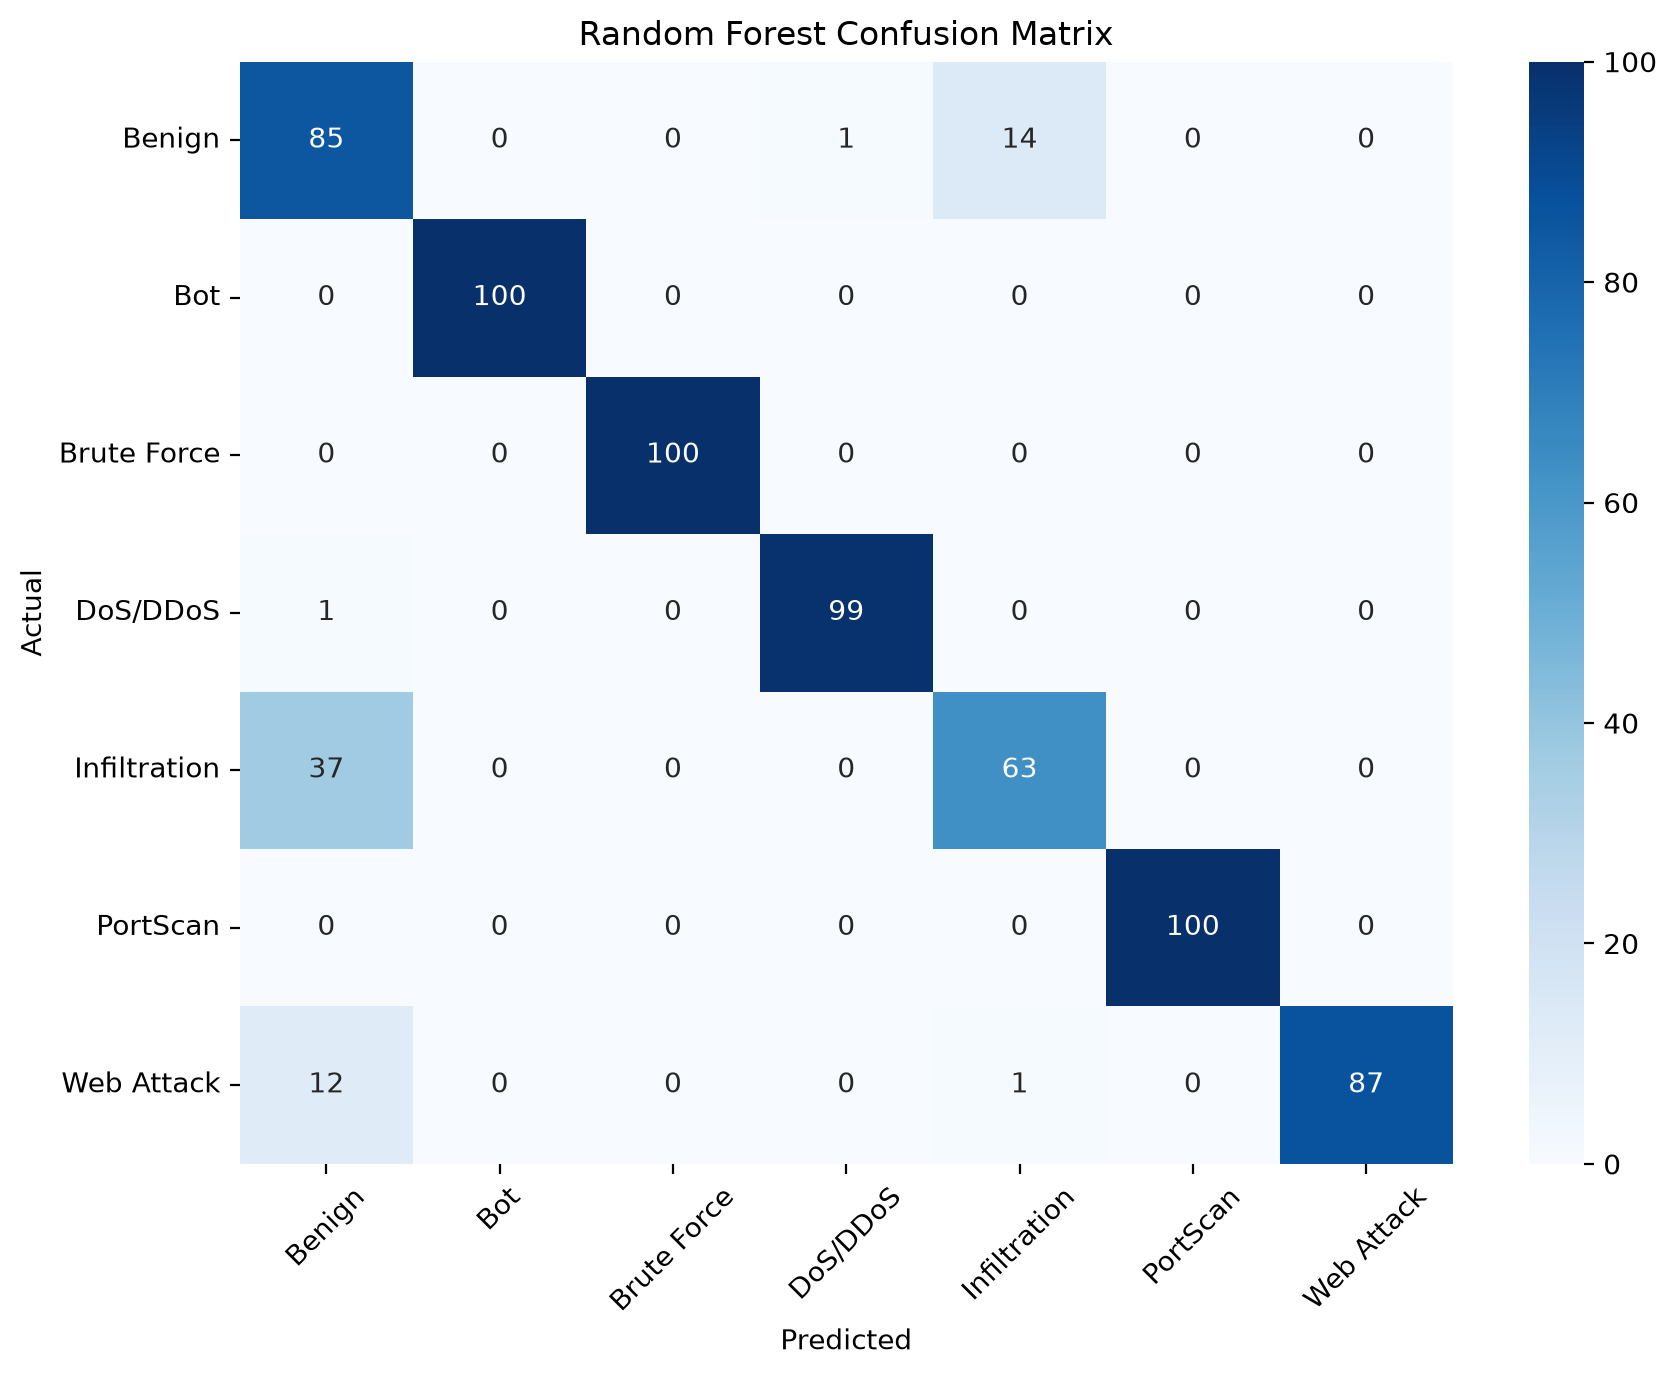 Random Forest Confusion Matrix
Benign 85 0 0 1 14 0 0
Bot 0 100 0 0 0 0 0
Brute Force 0 0 100 0 0 0 0
DoS/DDoS 1 0 0 99 0 0 0
Infiltration 37 0 0 0 63 0 0
PortScan 0 0 0 0 0 100 0
Web Attack 12 0 0 0 1 0 87
Actual
Benign Bot Brute Force DoS/DDoS Infiltration PortScan Web Attack
Predicted
100
80
60
40
20
0